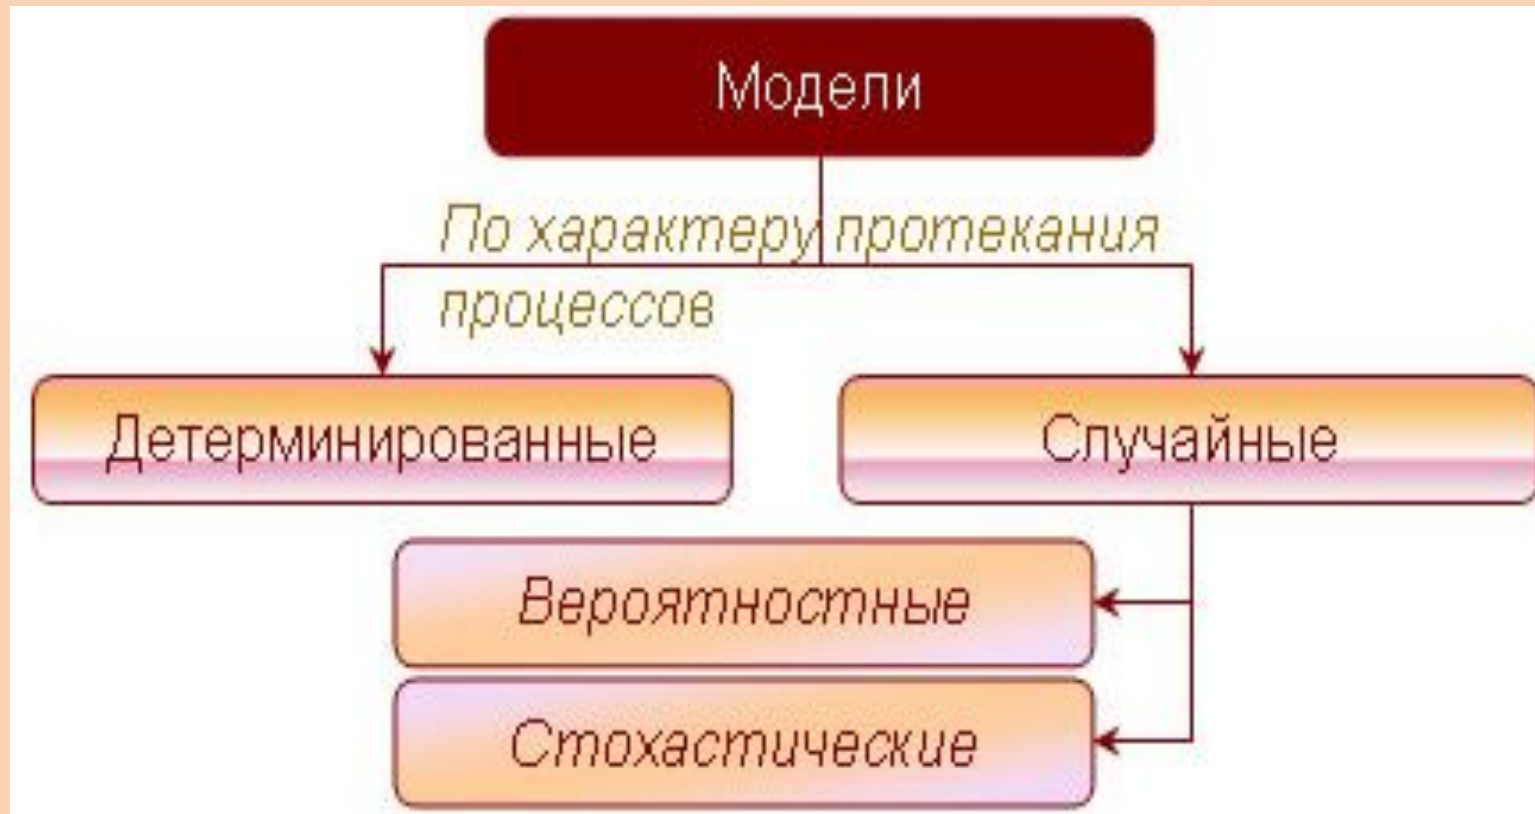 Модели
По характеру протекания
процессов
Детерминированные
Случайные
Вероятностные
Стохастические